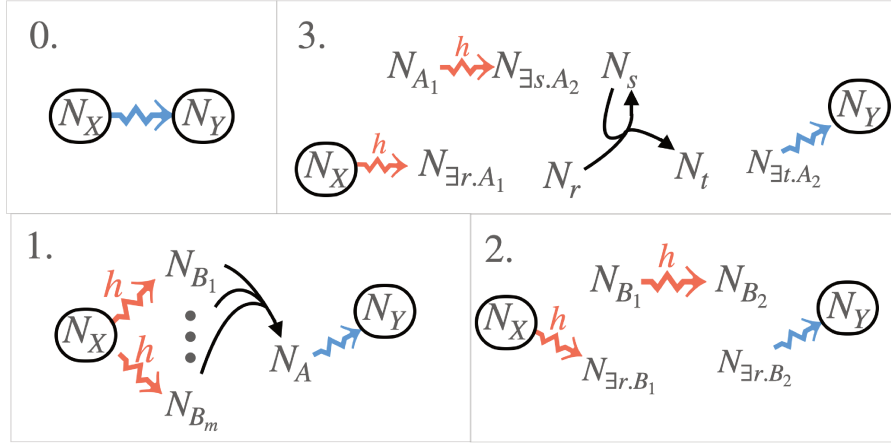 0.
N_X N_Y
3.
N_{A_1} h N_{∃s.A_2} N_s
N_X h N_{∃r.A_1} N_r N_t N_{∃t.A_2} N_Y
1.
N_X h N_{B_1}
h N_{B_m}
N_A N_Y
2.
N_{B_1} h N_{B_2}
N_X h N_{∃r.B_1} N_{∃r.B_2} N_Y